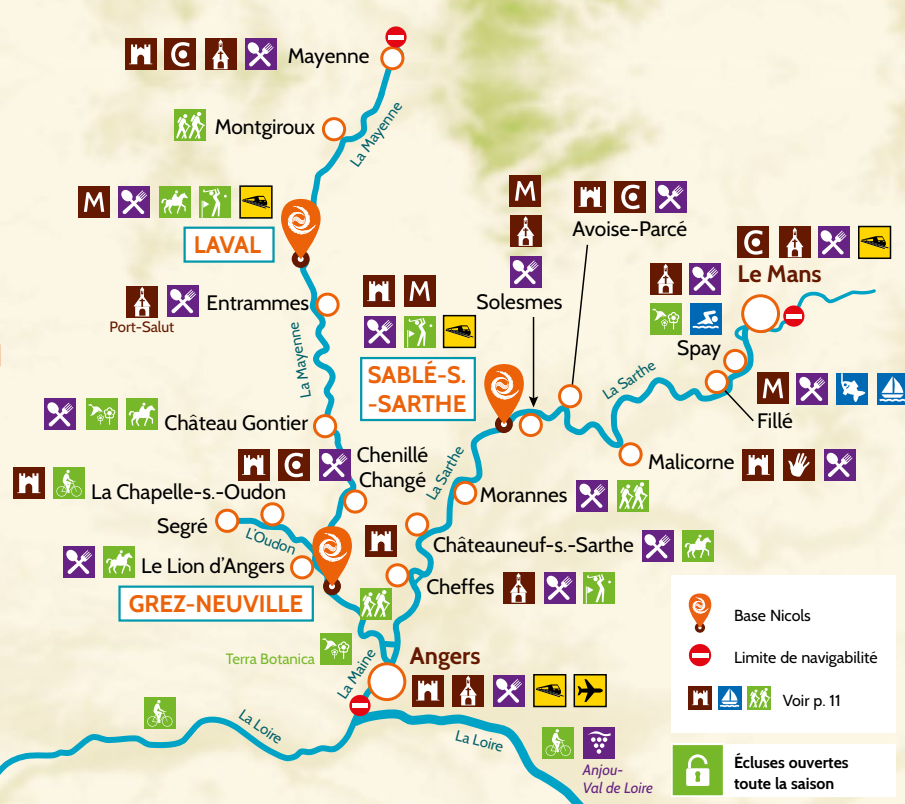 Mayenne
La Mayenne
Montgiroux
M
LAVAL
Entrammes
Port-Salut
La Mayenne
Château Gontier
Chenillé
Changé
La Chapelle-s.-Oudon
Segré
L'Oudon
Le Lion d'Angers
GREZ-NEUVILLE
M
SABLÉ-S.
-SARTHE
M
Solesmes
Avoise-Parcé
Le Mans
Spay
La Sarthe
M
Fillé
Malicorne
La Sarthe
Morannes
Châteauneuf-s.-Sarthe
Cheffes
Terra Botanica
La Maine
Angers
La Loire
La Loire
Anjou-
Val de Loire
Base Nicols
Limite de navigabilité
Voir p. 11
Écluses ouvertes
toute la saison